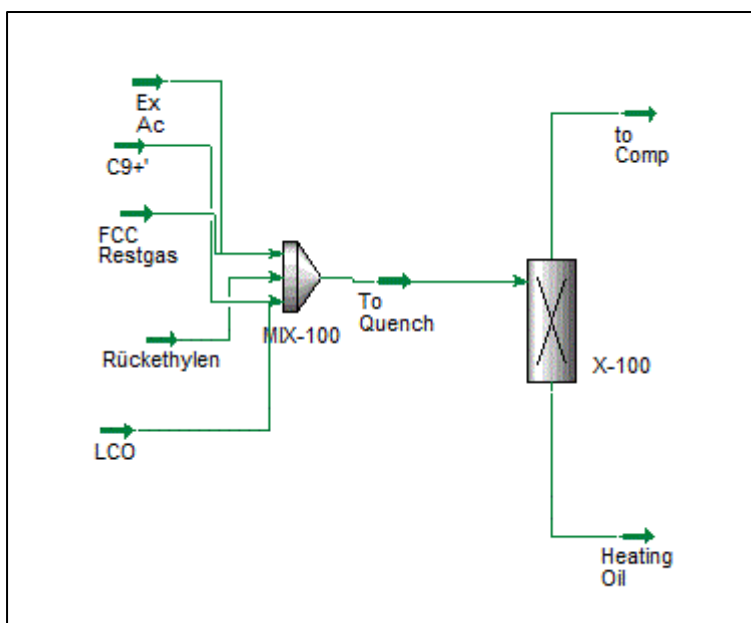 Ex
Ac
C9+'
FCC
Restgas
Rückethylen
LCO
MIX-100
To
Quench
to
Comp
X-100
Heating
Oil